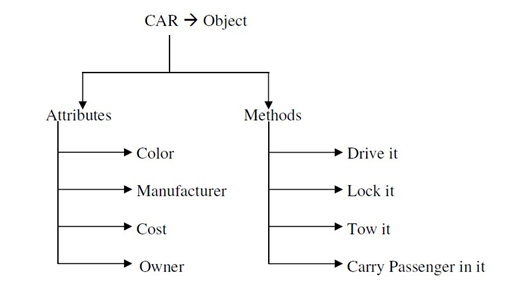 CAR → Object
Attributes
Methods
Color
Manufacturer
Cost
Owner
Drive it
Lock it
Tow it
Carry Passenger in it